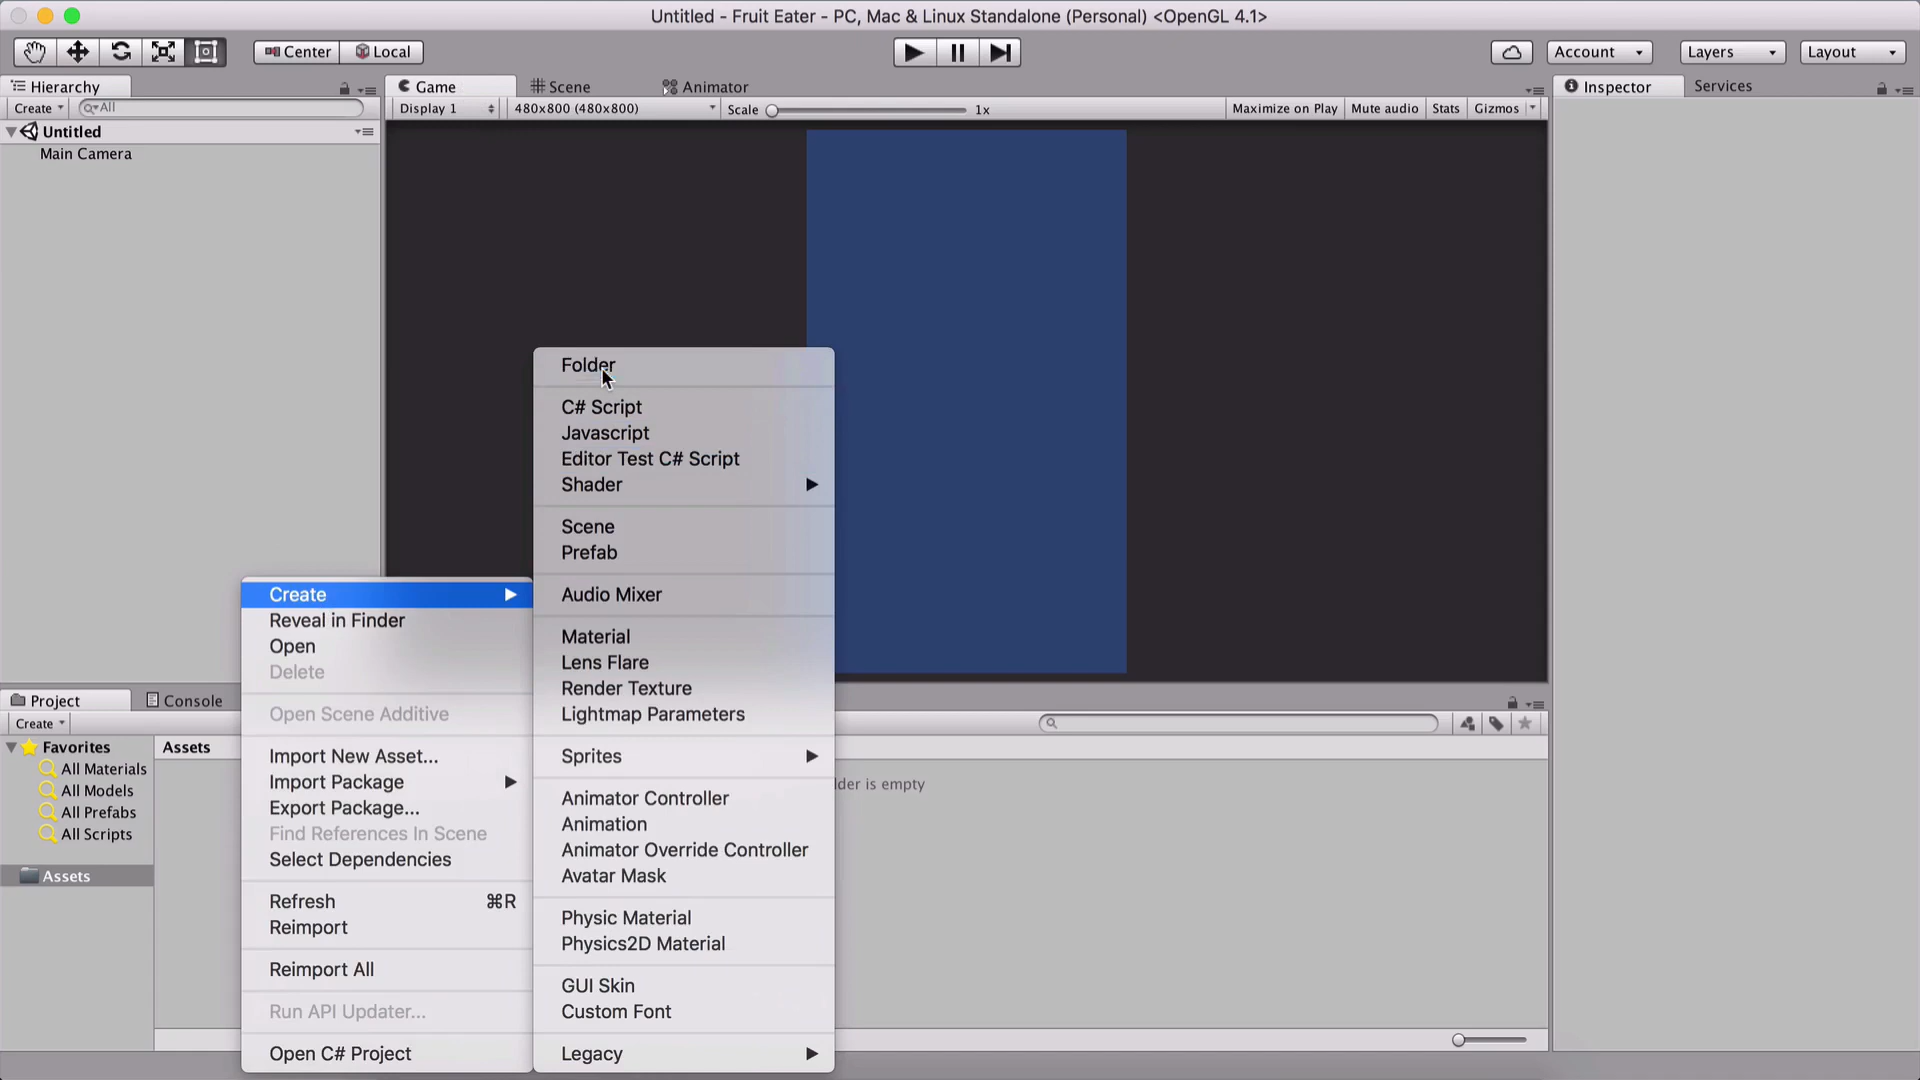 Untitled - Fruit Eater - PC, Mac & Linux Standalone (Personal) <OpenGL 4.1>
Center
Local
Account
Layers
Layout
Hierarchy
Create
All
Untitled
Main Camera
Game
Scene
Animator
Display 1
480x800 (480x800)
Scale
1x
Maximize on Play
Mute audio
Stats
Gizmos
Inspector
Services
Folder
C# Script
Javascript
Editor Test C# Script
Shader
Scene
Prefab
Audio Mixer
Material
Lens Flare
Render Texture
Lightmap Parameters
Sprites
Animator Controller
Animation
Animator Override Controller
Avatar Mask
Physic Material
Physics2D Material
GUI Skin
Custom Font
Legacy
Create
Reveal in Finder
Open
Delete
Open Scene Additive
Import New Asset...
Import Package
Export Package...
Find References In Scene
Select Dependencies
Refresh ⌘R
Reimport
Reimport All
Run API Updater...
Open C# Project
Project
Console
Create
Favorites
All Materials
All Models
All Prefabs
All Scripts
Assets
Assets
lder is empty